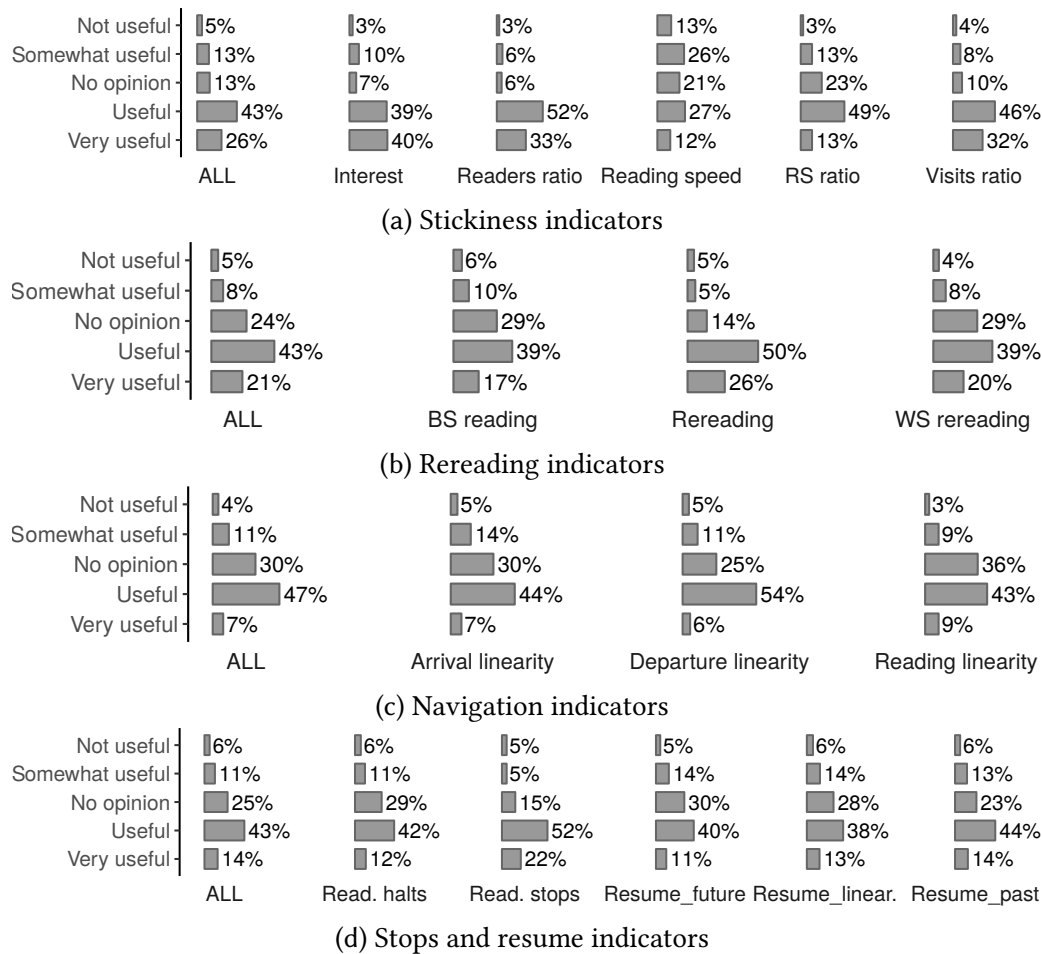 Not useful 5% 3% 3% 13% 3% 4%
Somewhat useful 13% 10% 6% 26% 13% 8%
No opinion 13% 7% 6% 21% 23% 10%
Useful 43% 39% 52% 27% 49% 46%
Very useful 26% 40% 33% 12% 13% 32%
ALL Interest Readers ratio Reading speed RS ratio Visits ratio
(a) Stickiness indicators
Not useful 5% 6% 5% 4%
Somewhat useful 8% 10% 5% 8%
No opinion 24% 29% 14% 29%
Useful 43% 39% 50% 39%
Very useful 21% 17% 26% 20%
ALL BS reading Rereading WS rereading
(b) Rereading indicators
Not useful 4% 5% 5% 3%
Somewhat useful 11% 14% 11% 9%
No opinion 30% 30% 25% 36%
Useful 47% 44% 54% 43%
Very useful 7% 7% 6% 9%
ALL Arrival linearity Departure linearity Reading linearity
(c) Navigation indicators
Not useful 6% 6% 5% 5% 6% 6%
Somewhat useful 11% 11% 5% 14% 14% 13%
No opinion 25% 29% 15% 30% 28% 23%
Useful 43% 42% 52% 40% 38% 44%
Very useful 14% 12% 22% 11% 13% 14%
ALL Read. halts Read. stops Resume_future Resume_linear. Resume_past
(d) Stops and resume indicators